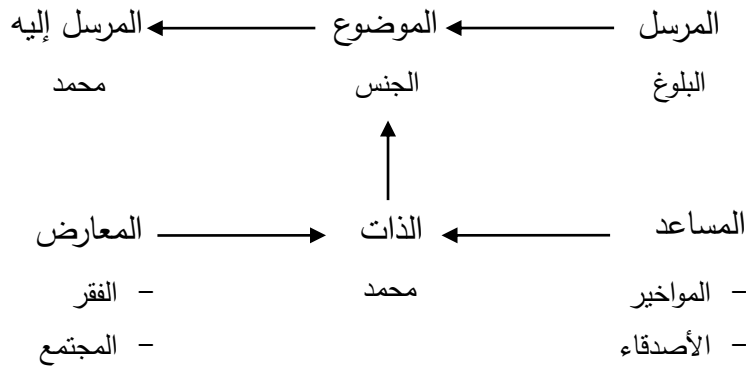 المرسل الموضوع المرسل إليه
البلوغ الجنس محمد
المساعد الذات المعارض
- المواخير محمد - الفقر
- الأصدقاء - المجتمع